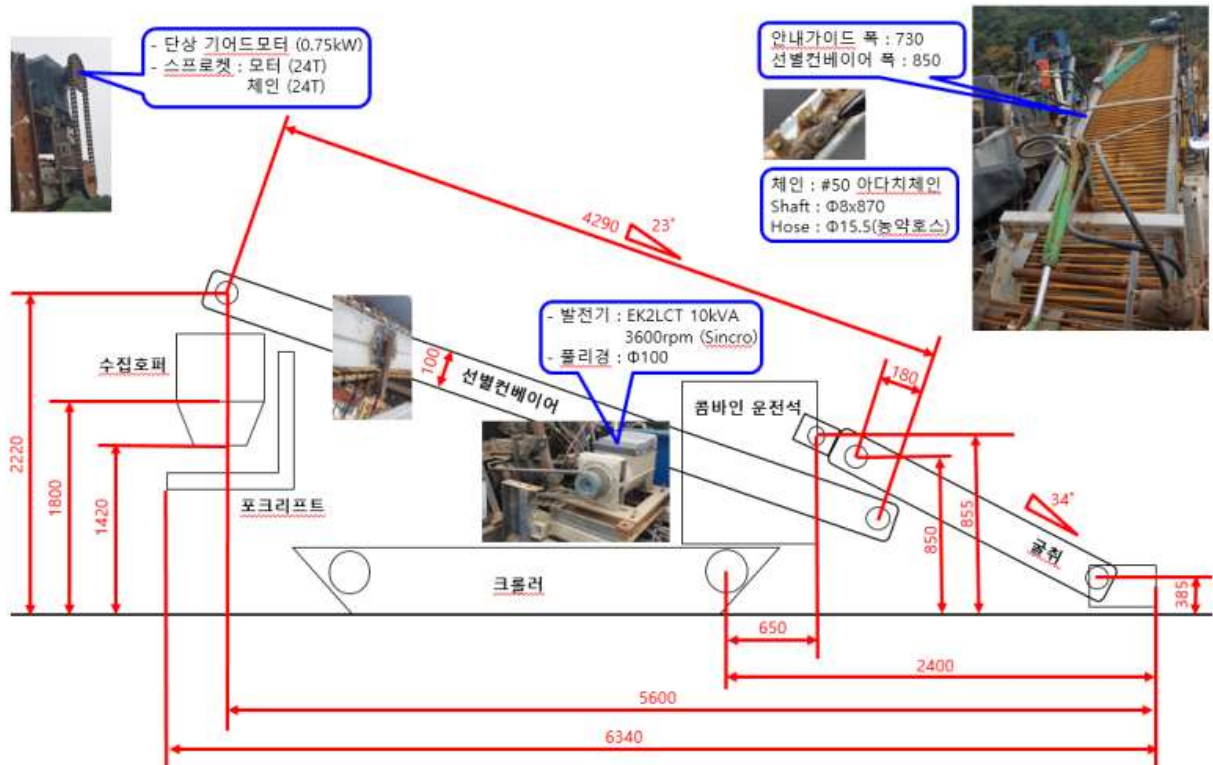 - 단상 기어드모터 (0.75kW)
- 스프로켓 : 모터 (24T)
체인 (24T)
안내가이드 폭 : 730
선별컨베이어 폭 : 850
체인 : #50 아다치체인
Shaft : Φ8x870
Hose : Φ15.5(농약호스)
4290
23˚
- 발전기 : EK2LCT 10kVA
3600rpm (Sincro)
- 풀리경 : Φ100
수집호퍼
100
선별컨베이어
180
콤바인 운전석
2220
1800
1420
포크리프트
850
855
34˚
굴취
385
크롤러
650
2400
5600
6340